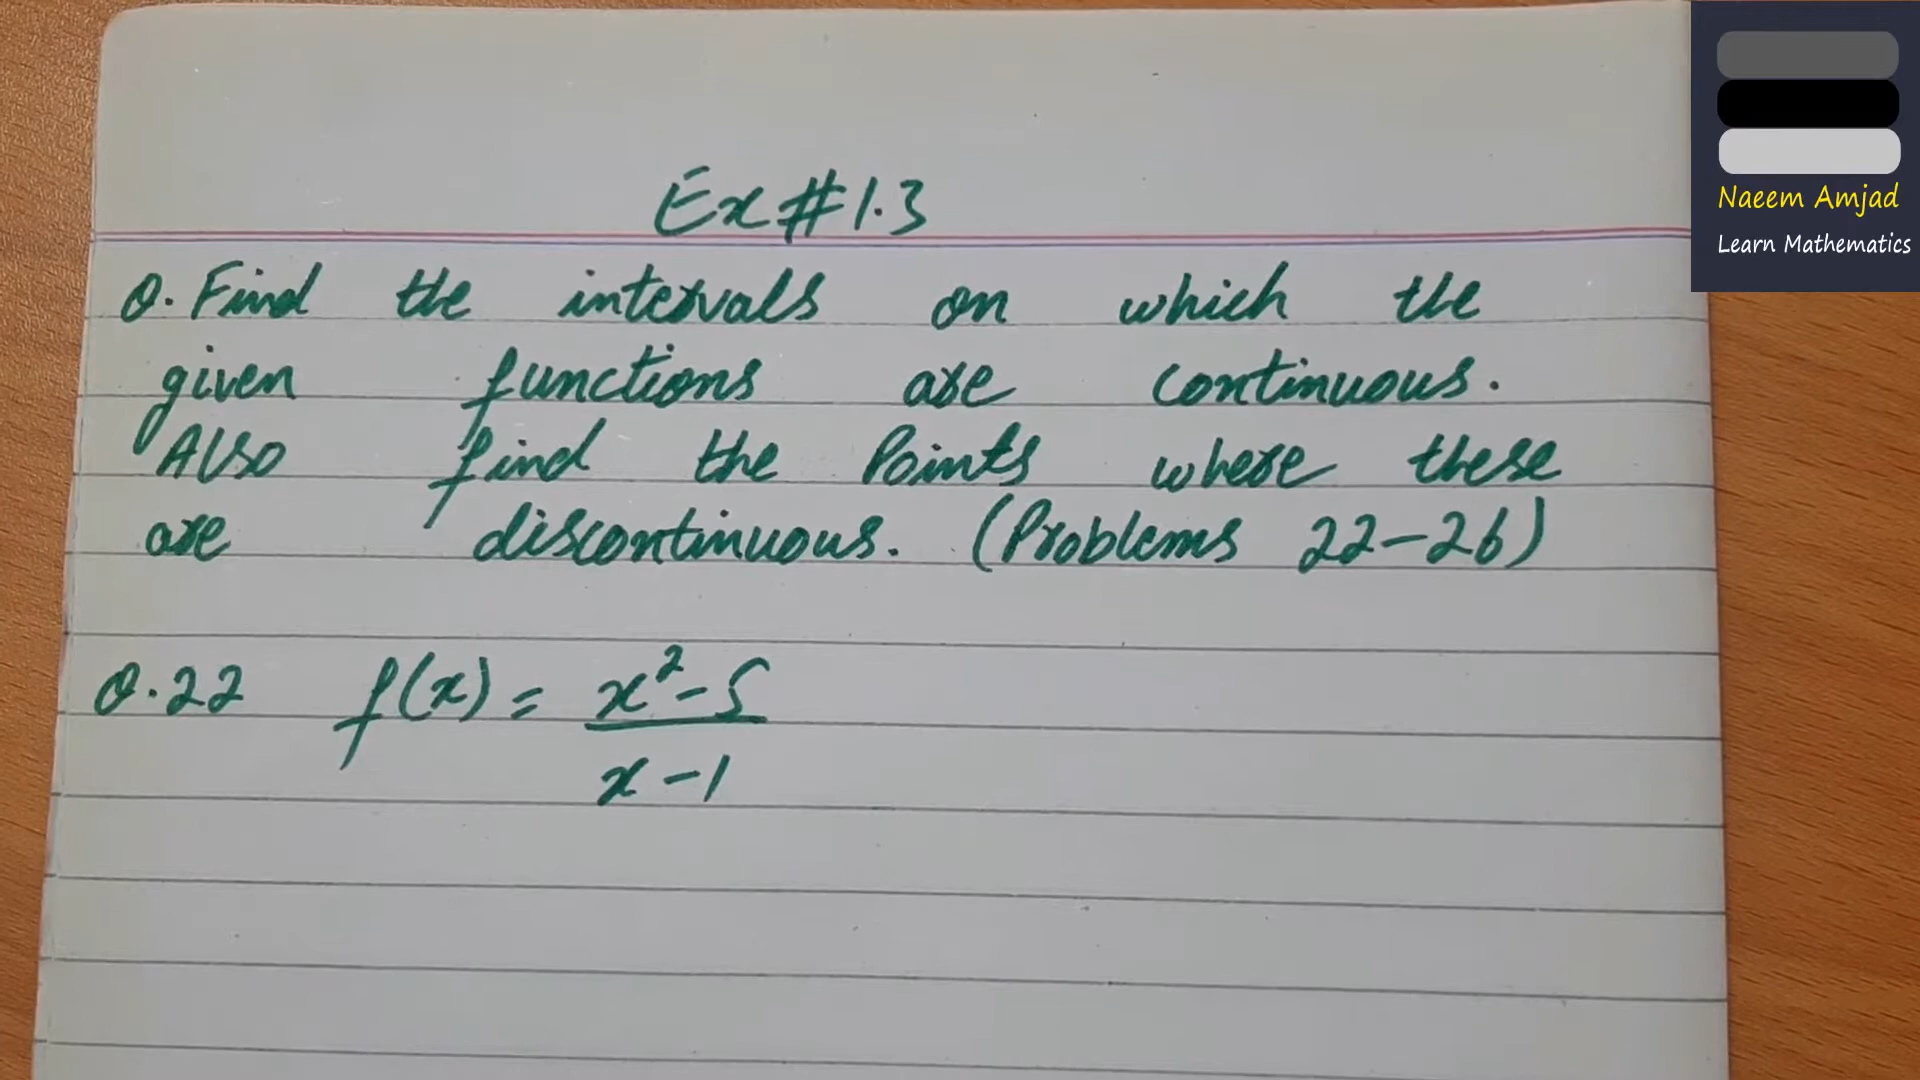 Ex#1.3
Q. Find the intervals on which the
given functions are continuous.
Also find the Points where these
are discontinuous. (Problems 22-26)
Q.22 f(x) = x²-5
x-1
Naeem Amjad
Learn Mathematics